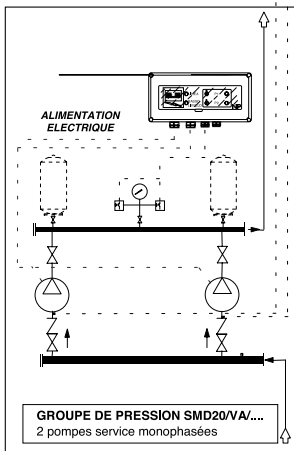 ALIMENTATION
ELECTRIQUE
GROUPE DE PRESSION SMD20/VA/....
2 pompes service monophasées